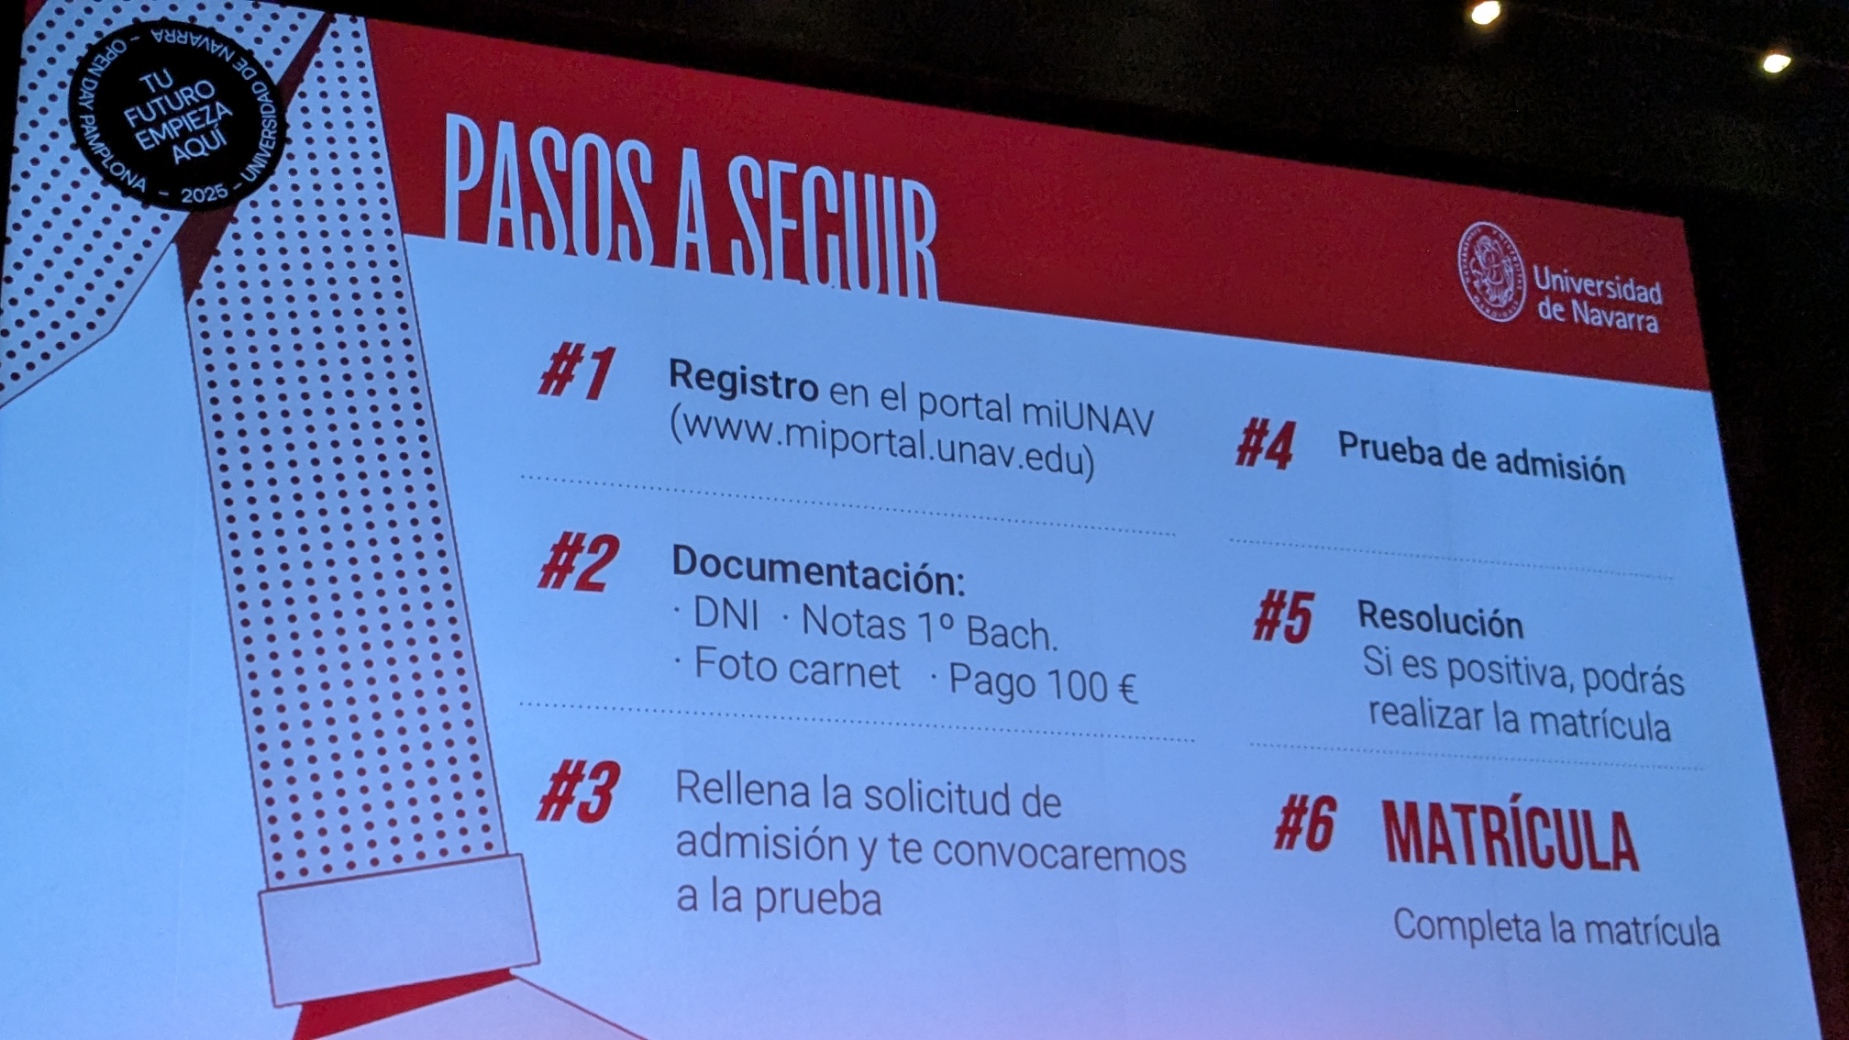 OPEN DAY PAMPLONA – 2025 – UNIVERSIDAD DE NAVARRA –
TU
FUTURO
EMPIEZA
AQUÍ
PASOS A SEGUIR
Universidad
de Navarra
#1
Registro en el portal miUNAV
(www.miportal.unav.edu)
#2
Documentación:
· DNI · Notas 1º Bach.
· Foto carnet · Pago 100 €
#3
Rellena la solicitud de
admisión y te convocaremos
a la prueba
#4
Prueba de admisión
#5
Resolución
Si es positiva, podrás
realizar la matrícula
#6
MATRÍCULA
Completa la matrícula